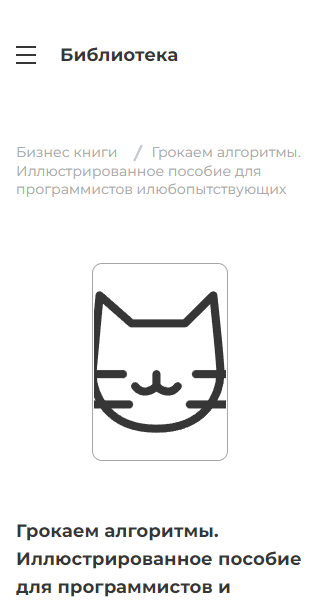 Библиотека
Бизнес книги / Грокаем алгоритмы.
Иллюстрированное пособие для
программистов илюбопытствующих
Грокаем алгоритмы.
Иллюстрированное пособие
для программистов и